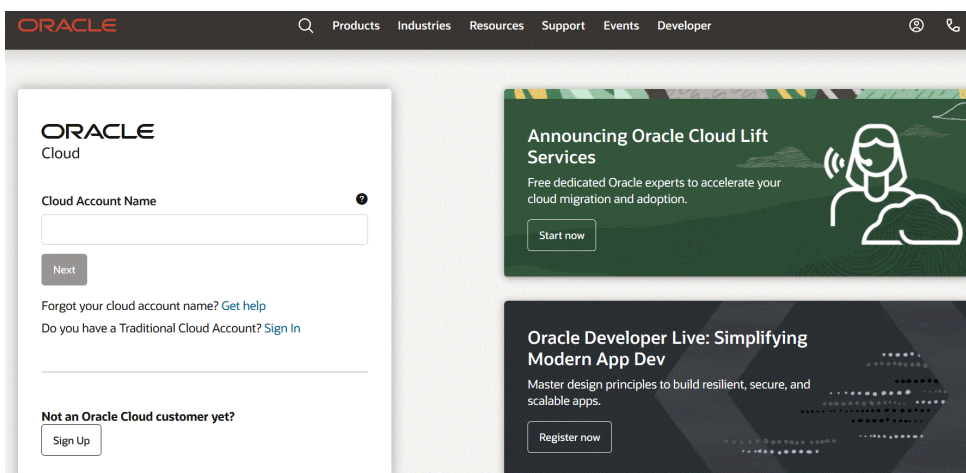 ORACLE
Products Industries Resources Support Events Developer
ORACLE
Cloud
Cloud Account Name ?
Next
Forgot your cloud account name? Get help
Do you have a Traditional Cloud Account? Sign In
Not an Oracle Cloud customer yet?
Sign Up
Announcing Oracle Cloud Lift
Services
Free dedicated Oracle experts to accelerate your
cloud migration and adoption.
Start now
Oracle Developer Live: Simplifying
Modern App Dev
Master design principles to build resilient, secure, and
scalable apps.
Register now